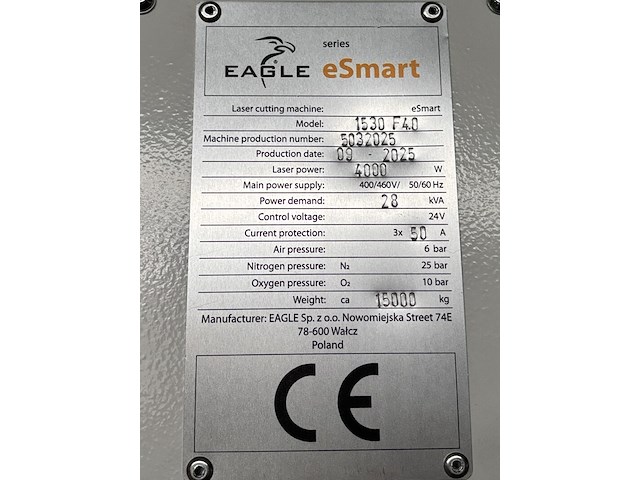 series
EAGLE® eSmart
Laser cutting machine: eSmart
Model: 1530 F4.0
Machine production number: 5032025
Production date: 09 - 2025
Laser power: 4000 W
Main power supply: 400/460V/ 50/60 Hz
Power demand: 28 kVA
Control voltage: 24V
Current protection: 3x 50 A
Air pressure: 6 bar
Nitrogen pressure: N₂ 25 bar
Oxygen pressure: O₂ 10 bar
Weight: ca 15000 kg
Manufacturer: EAGLE Sp. z o.o. Nowomiejska Street 74E
78-600 Wałcz
Poland
CE